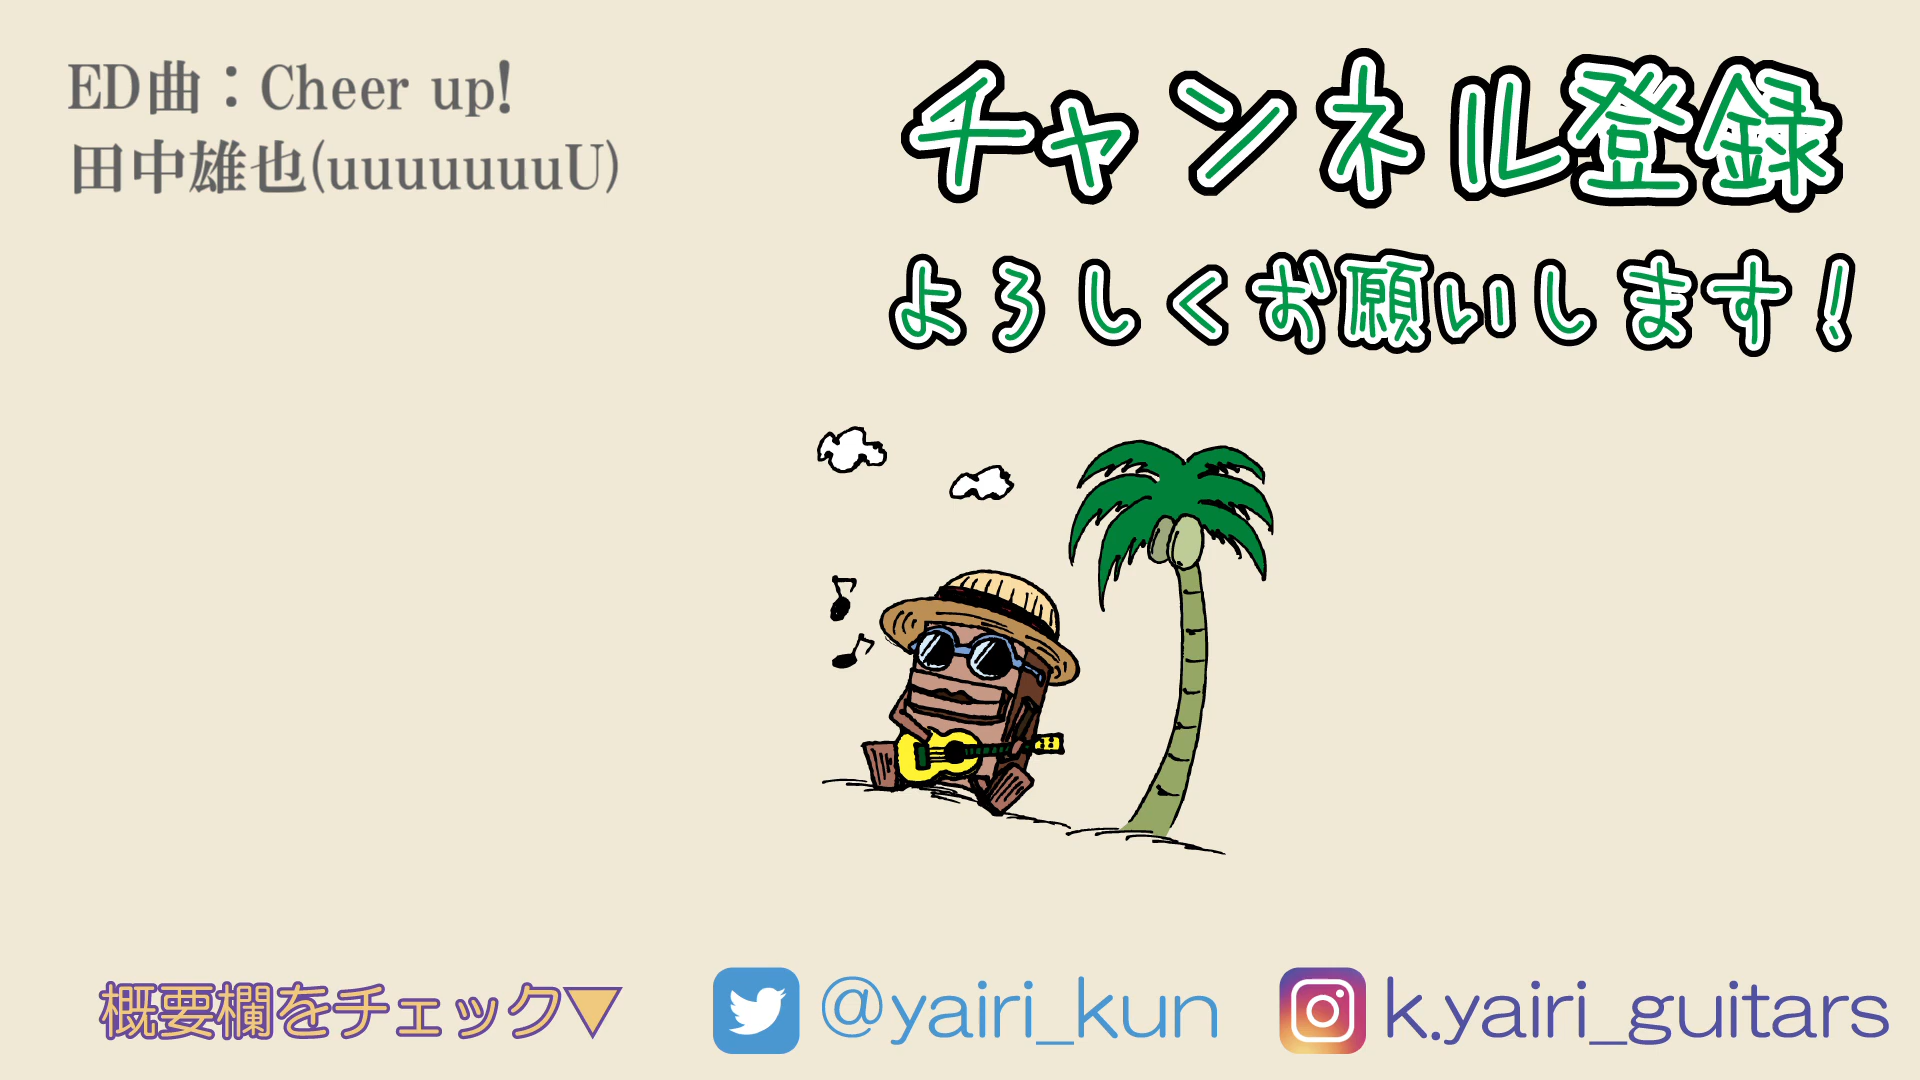 ED曲：Cheer up!
田中雄也(uuuuuuuU)
チャンネル登録
よろしくお願いします！
概要欄をチェック▼
@yairi_kun
k.yairi_guitars